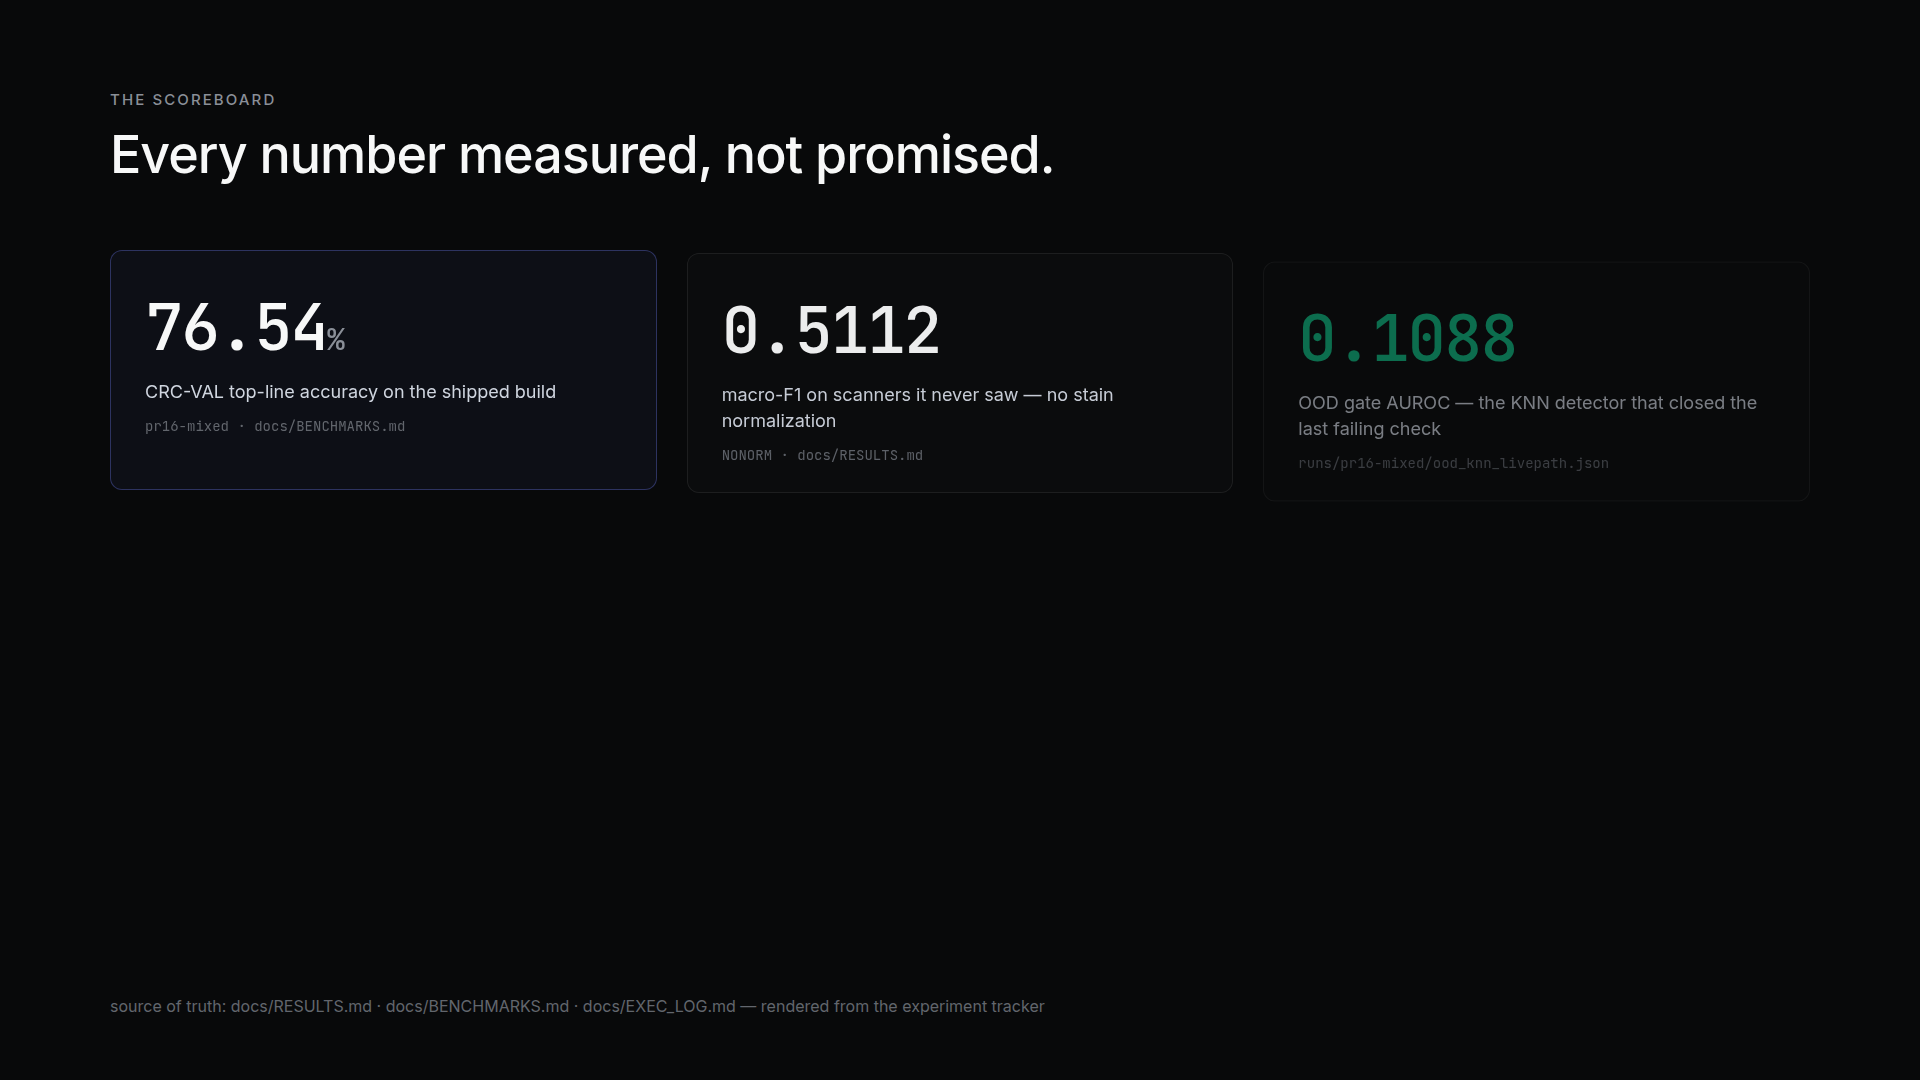 THE SCOREBOARD
Every number measured, not promised.
76.54%
CRC-VAL top-line accuracy on the shipped build
pr16-mixed · docs/BENCHMARKS.md
0.5112
macro-F1 on scanners it never saw — no stain
normalization
NONORM · docs/RESULTS.md
0.1088
OOD gate AUROC — the KNN detector that closed the
last failing check
runs/pr16-mixed/ood_knn_livepath.json
source of truth: docs/RESULTS.md · docs/BENCHMARKS.md · docs/EXEC_LOG.md — rendered from the experiment tracker